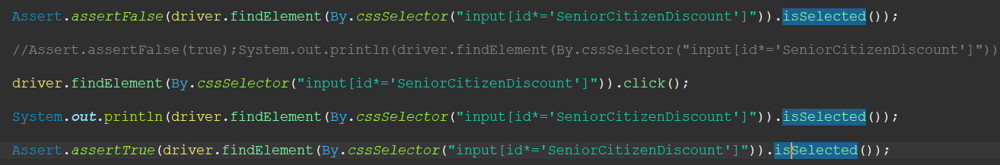 Assert.assertFalse(driver.findElement(By.cssSelector("input[id*='SeniorCitizenDiscount']")).isSelected());
//Assert.assertFalse(true);System.out.println(driver.findElement(By.cssSelector("input[id*='SeniorCitizenDiscount']"))
driver.findElement(By.cssSelector("input[id*='SeniorCitizenDiscount']")).click();
System.out.println(driver.findElement(By.cssSelector("input[id*='SeniorCitizenDiscount']")).isSelected());
Assert.assertTrue(driver.findElement(By.cssSelector("input[id*='SeniorCitizenDiscount']")).isSelected());